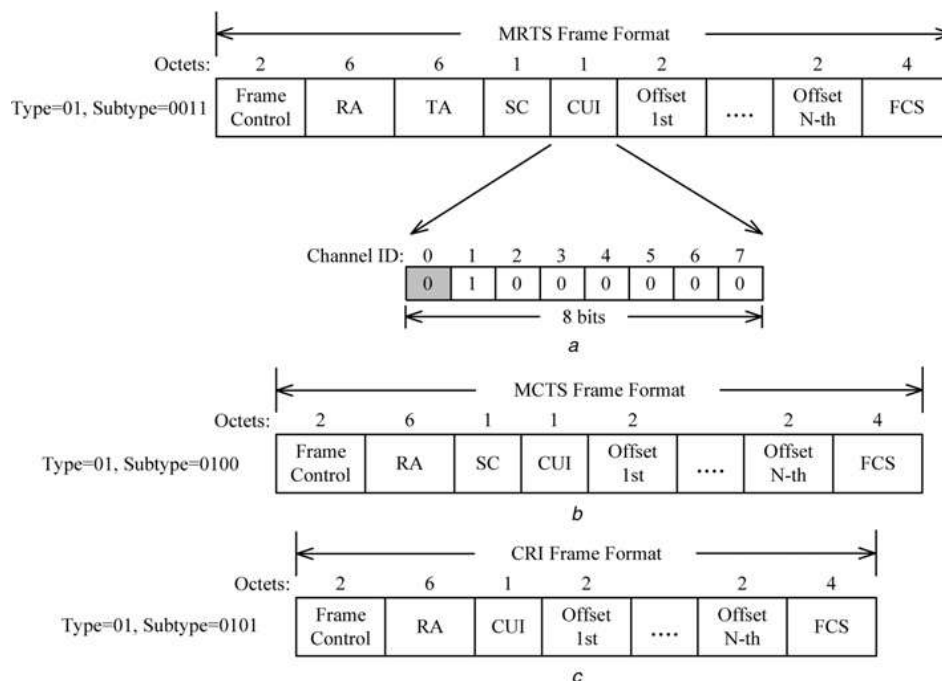 MRTS Frame Format
Octets: 2 6 6 1 1 2 2 4
Type=01, Subtype=0011 Frame Control RA TA SC CUI Offset 1st .... Offset N-th FCS
Channel ID: 0 1 2 3 4 5 6 7
0 1 0 0 0 0 0 0
8 bits
a
MCTS Frame Format
Octets: 2 6 1 1 2 2 4
Type=01, Subtype=0100 Frame Control RA SC CUI Offset 1st .... Offset N-th FCS
b
CRI Frame Format
Octets: 2 6 1 2 2 4
Type=01, Subtype=0101 Frame Control RA CUI Offset 1st .... Offset N-th FCS
c